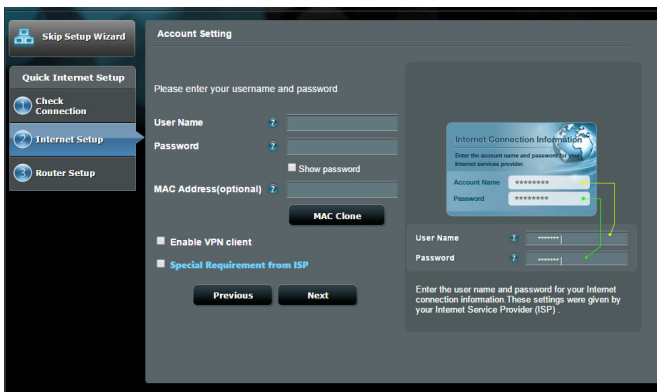 Skip Setup Wizard
Quick Internet Setup
1 Check
Connection
2 Internet Setup
3 Router Setup
Account Setting
Please enter your username and password
User Name ?
Password ?
Show password
MAC Address(optional) ?
MAC Clone
Enable VPN client
Special Requirement from ISP
Previous Next
Internet Connection Information
Enter the account name and password for your
Internet services provider.
Account Name ********
Password ********
User Name ? ·······|
Password ? ·······|
Enter the user name and password for your Internet
connection information.These settings were given by
your Internet Service Provider (ISP) .